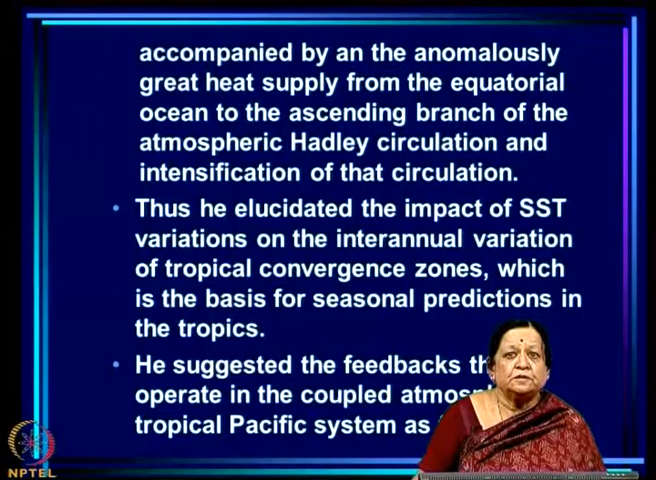 accompanied by an the anomalously
great heat supply from the equatorial
ocean to the ascending branch of the
atmospheric Hadley circulation and
intensification of that circulation.
• Thus he elucidated the impact of SST
variations on the interannual variation
of tropical convergence zones, which
is the basis for seasonal predictions in
the tropics.
• He suggested the feedbacks
operate in the coupled
tropical Pacific system as
NPTEL